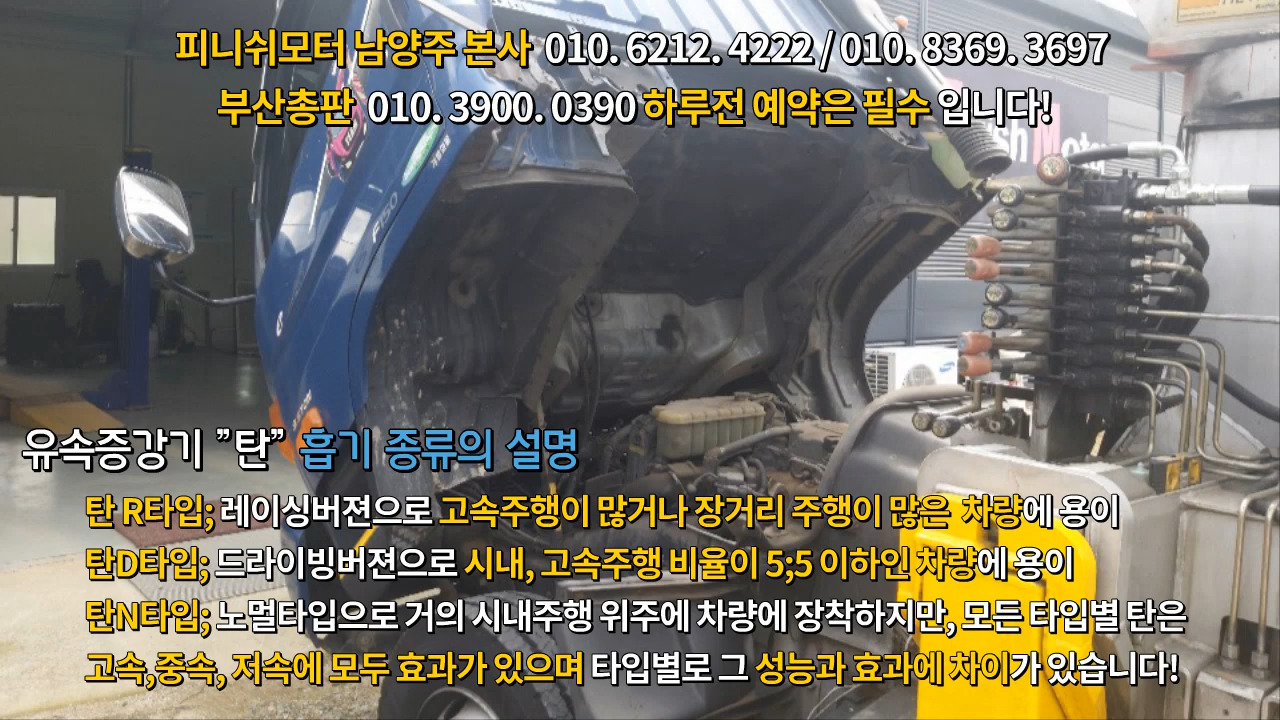 피니쉬모터 남양주 본사 010. 6212. 4222 / 010. 8369. 3697
부산총판 010. 3900. 0390 하루전 예약은 필수 입니다!
sh Moto
F150
유속증강기 "탄" 흡기 종류의 설명
탄 R타입; 레이싱버젼으로 고속주행이 많거나 장거리 주행이 많은 차량에 용이
탄D타입; 드라이빙버젼으로 시내, 고속주행 비율이 5;5 이하인 차량에 용이
탄N타입; 노멀타입으로 거의 시내주행 위주에 차량에 장착하지만, 모든 타입별 탄은
고속,중속, 저속에 모두 효과가 있으며 타입별로 그 성능과 효과에 차이가 있습니다!